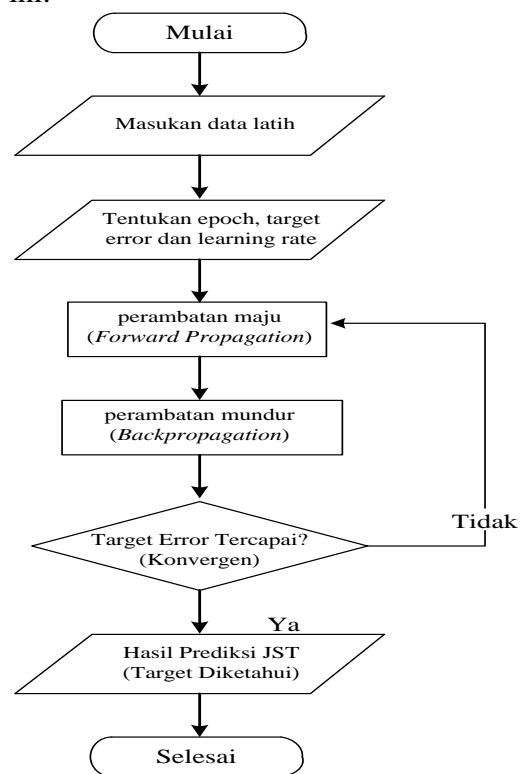 Mulai
Masukan data latih
Tentukan epoch, target
error dan learning rate
perambatan maju
(Forward Propagation)
perambatan mundur
(Backpropagation)
Target Error Tercapai?
(Konvergen)
Tidak
Ya
Hasil Prediksi JST
(Target Diketahui)
Selesai